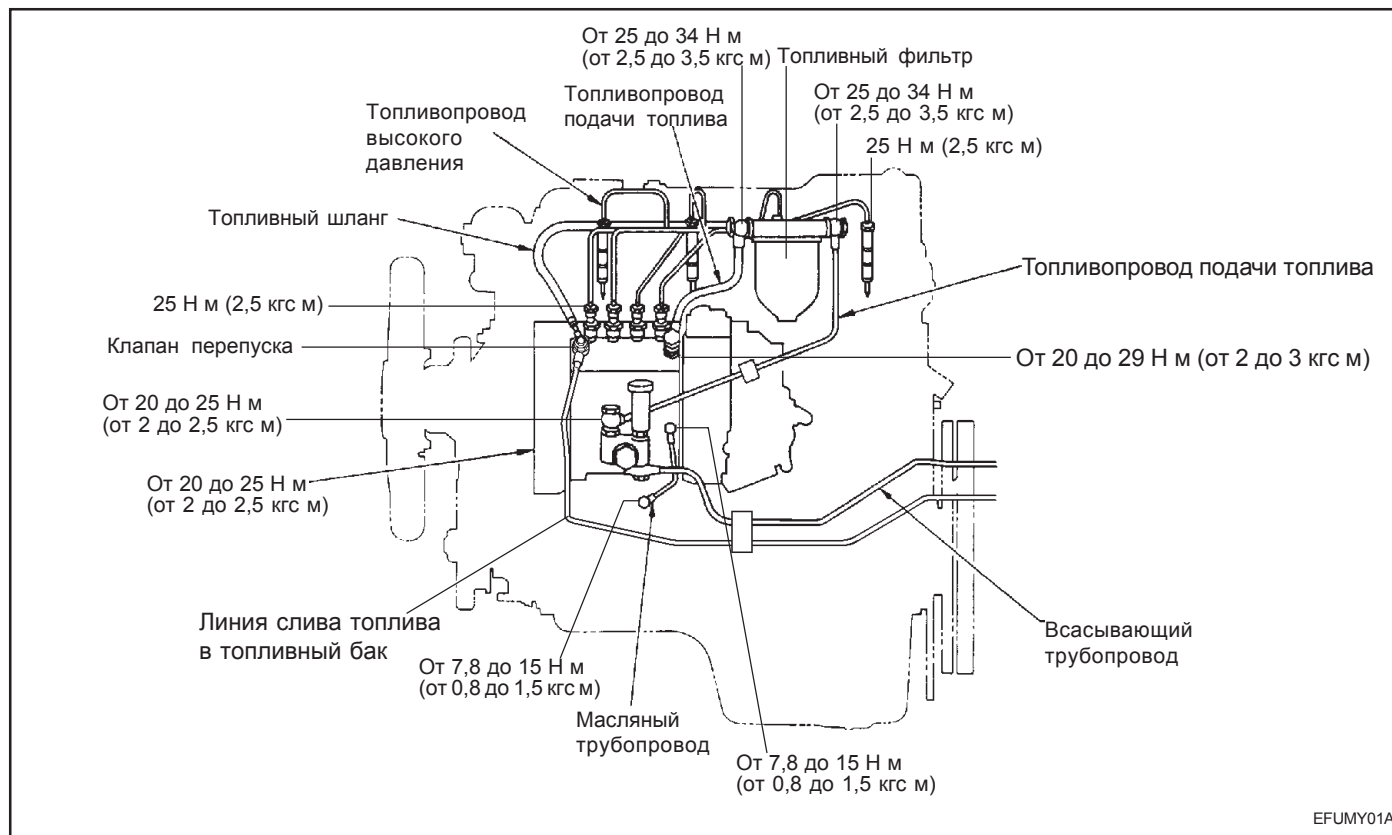 От 25 до 34 Н м
(от 2,5 до 3,5 кгс м)
Топливный фильтр
От 25 до 34 Н м
(от 2,5 до 3,5 кгс м)
Топливопровод
подачи топлива
Топливопровод
высокого
давления
25 Н м (2,5 кгс м)
Топливный шланг
Топливопровод подачи топлива
25 Н м (2,5 кгс м)
Клапан перепуска
От 20 до 29 Н м (от 2 до 3 кгс м)
От 20 до 25 Н м
(от 2 до 2,5 кгс м)
От 20 до 25 Н м
(от 2 до 2,5 кгс м)
Линия слива топлива
в топливный бак
Всасывающий
трубопровод
От 7,8 до 15 Н м
(от 0,8 до 1,5 кгс м)
Масляный
трубопровод
От 7,8 до 15 Н м
(от 0,8 до 1,5 кгс м)
EFUMY01A